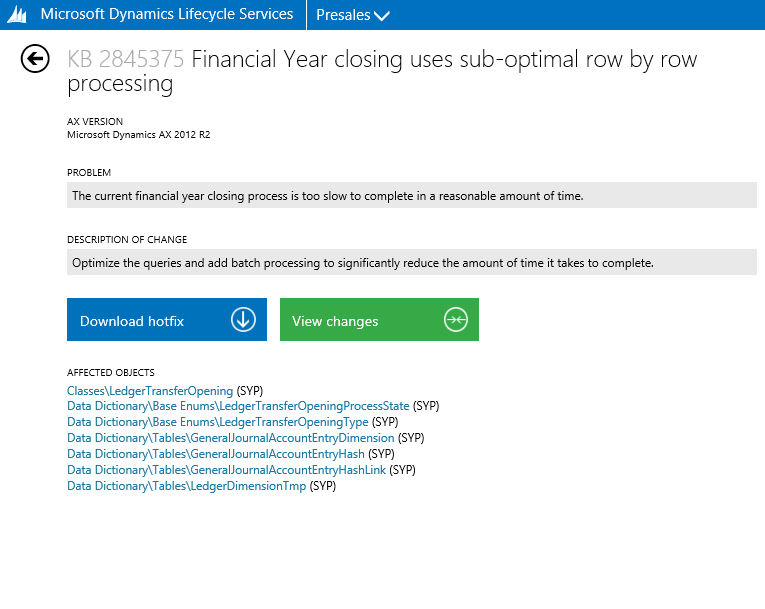 Microsoft Dynamics Lifecycle Services Presales
KB 2845375 Financial Year closing uses sub-optimal row by row
processing
AX VERSION
Microsoft Dynamics AX 2012 R2
PROBLEM
The current financial year closing process is too slow to complete in a reasonable amount of time.
DESCRIPTION OF CHANGE
Optimize the queries and add batch processing to significantly reduce the amount of time it takes to complete.
Download hotfix View changes
AFFECTED OBJECTS
Classes\LedgerTransferOpening (SYP)
Data Dictionary\Base Enums\LedgerTransferOpeningProcessState (SYP)
Data Dictionary\Base Enums\LedgerTransferOpeningType (SYP)
Data Dictionary\Tables\GeneralJournalAccountEntryDimension (SYP)
Data Dictionary\Tables\GeneralJournalAccountEntryHash (SYP)
Data Dictionary\Tables\GeneralJournalAccountEntryHashLink (SYP)
Data Dictionary\Tables\LedgerDimensionTmp (SYP)